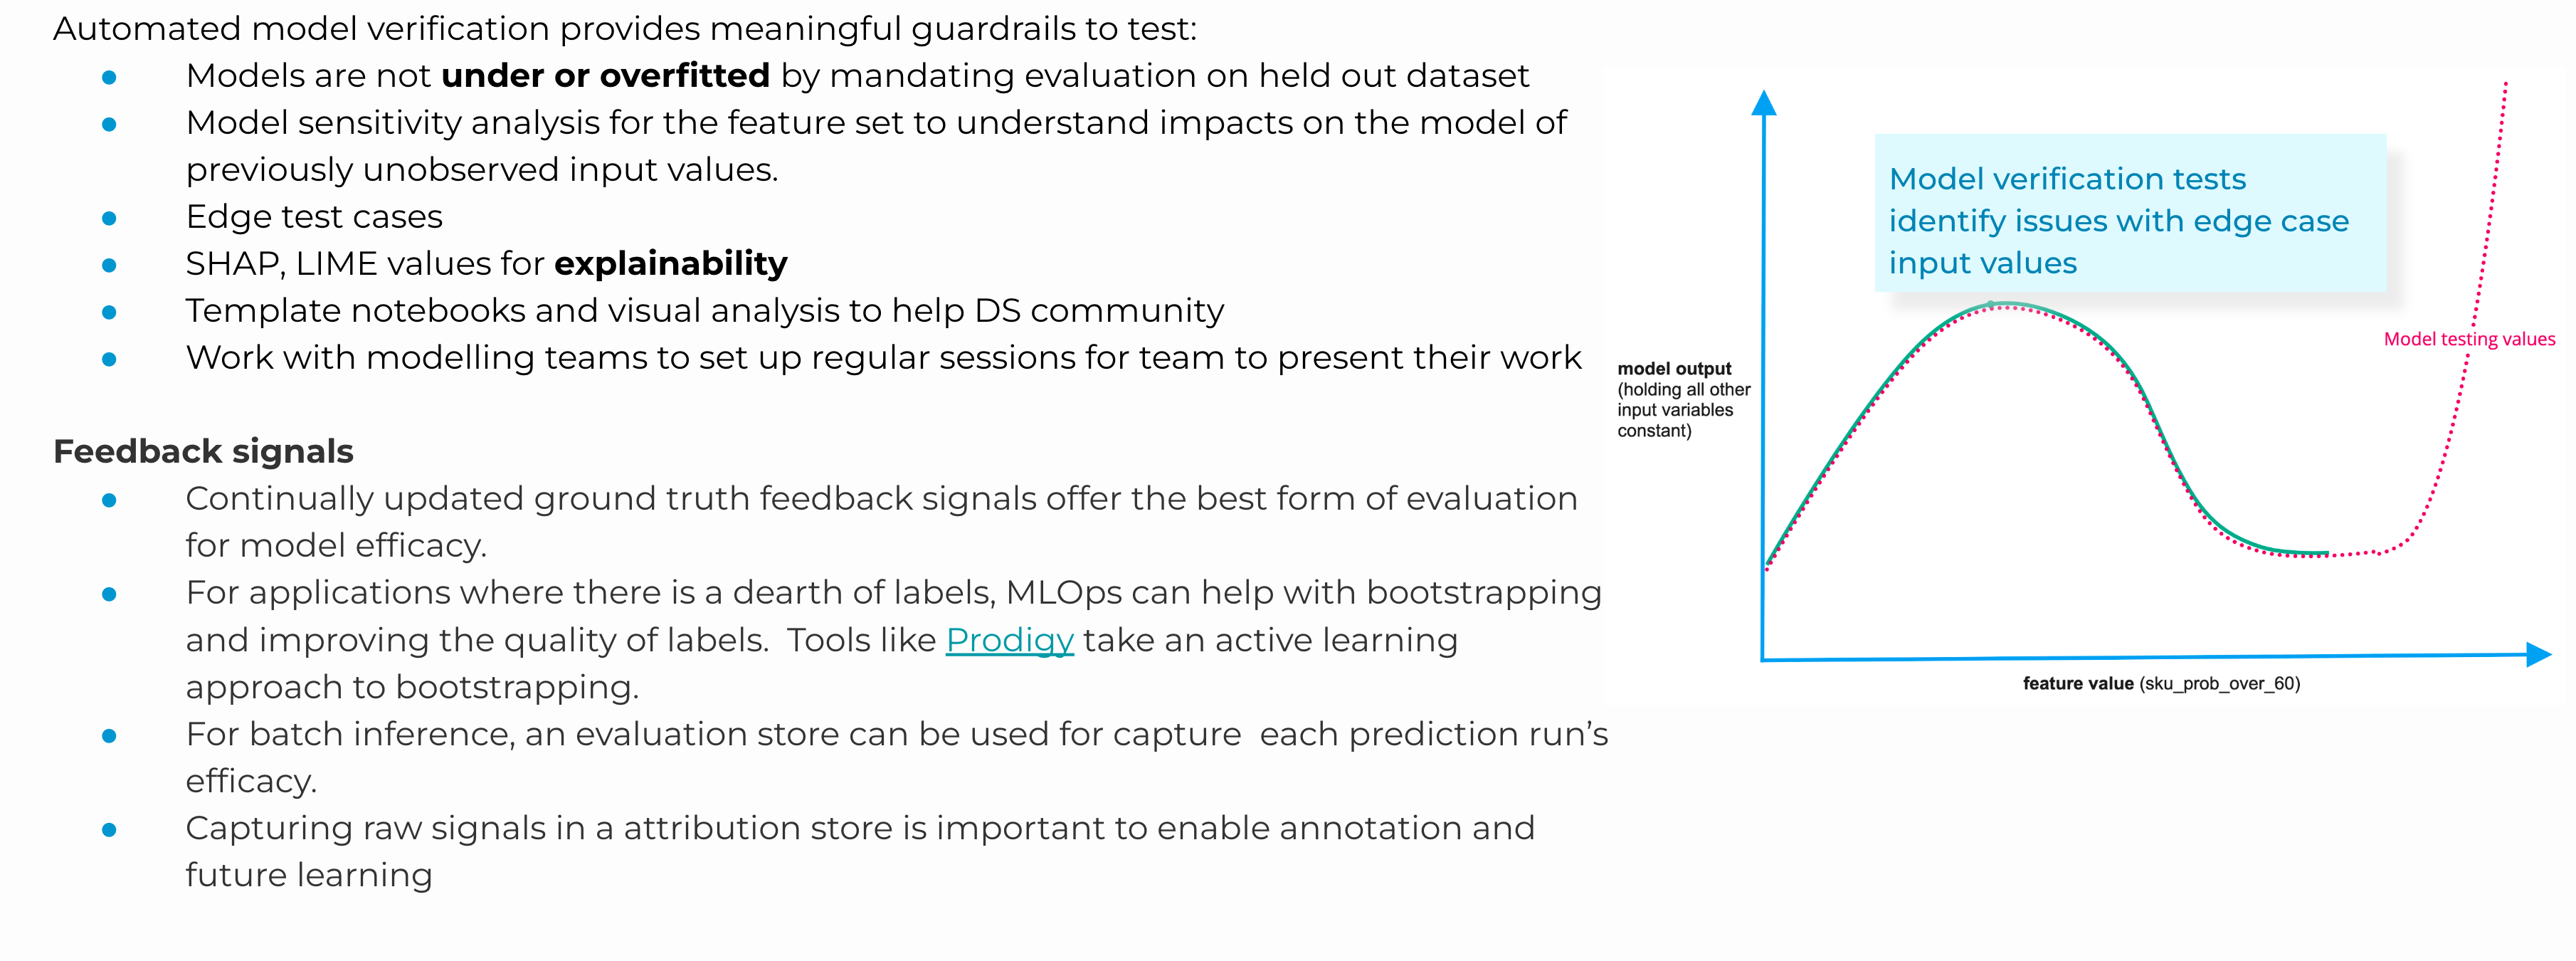 Automated model verification provides meaningful guardrails to test:
● Models are not under or overfitted by mandating evaluation on held out dataset
● Model sensitivity analysis for the feature set to understand impacts on the model of
previously unobserved input values.
● Edge test cases
● SHAP, LIME values for explainability
● Template notebooks and visual analysis to help DS community
● Work with modelling teams to set up regular sessions for team to present their work
Feedback signals
● Continually updated ground truth feedback signals offer the best form of evaluation
for model efficacy.
● For applications where there is a dearth of labels, MLOps can help with bootstrapping
and improving the quality of labels.  Tools like Prodigy take an active learning
approach to bootstrapping.
● For batch inference, an evaluation store can be used for capture  each prediction run’s
efficacy.
● Capturing raw signals in a attribution store is important to enable annotation and
future learning
Model verification tests
identify issues with edge case
input values
Model testing values
model output
(holding all other
input variables
constant)
feature value (sku_prob_over_60)